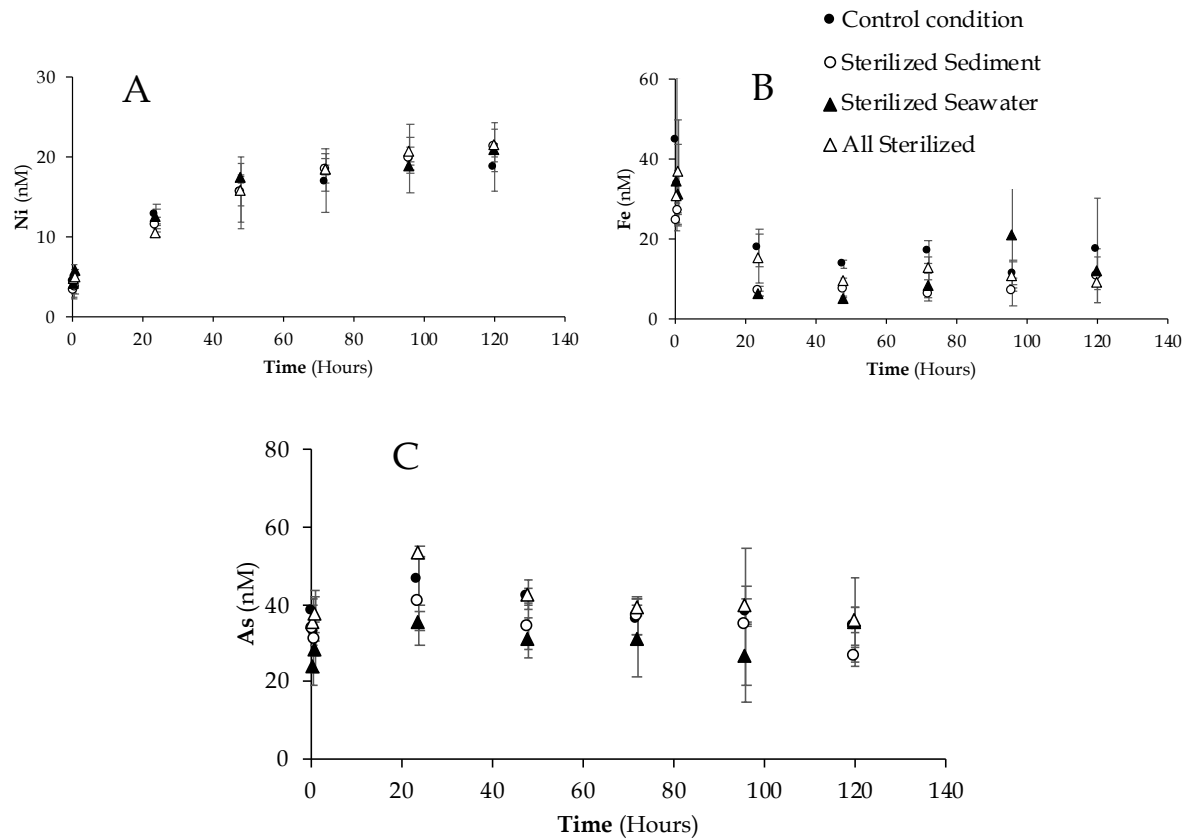 Control condition
Sterilized Sediment
Sterilized Seawater
All Sterilized
A
30
20
10
0
Ni (nM)
0 20 40 60 80 100 120 140
Time (Hours)
B
60
40
20
0
Fe (nM)
0 20 40 60 80 100 120 140
Time (Hours)
C
80
60
40
20
0
As (nM)
0 20 40 60 80 100 120 140
Time (Hours)